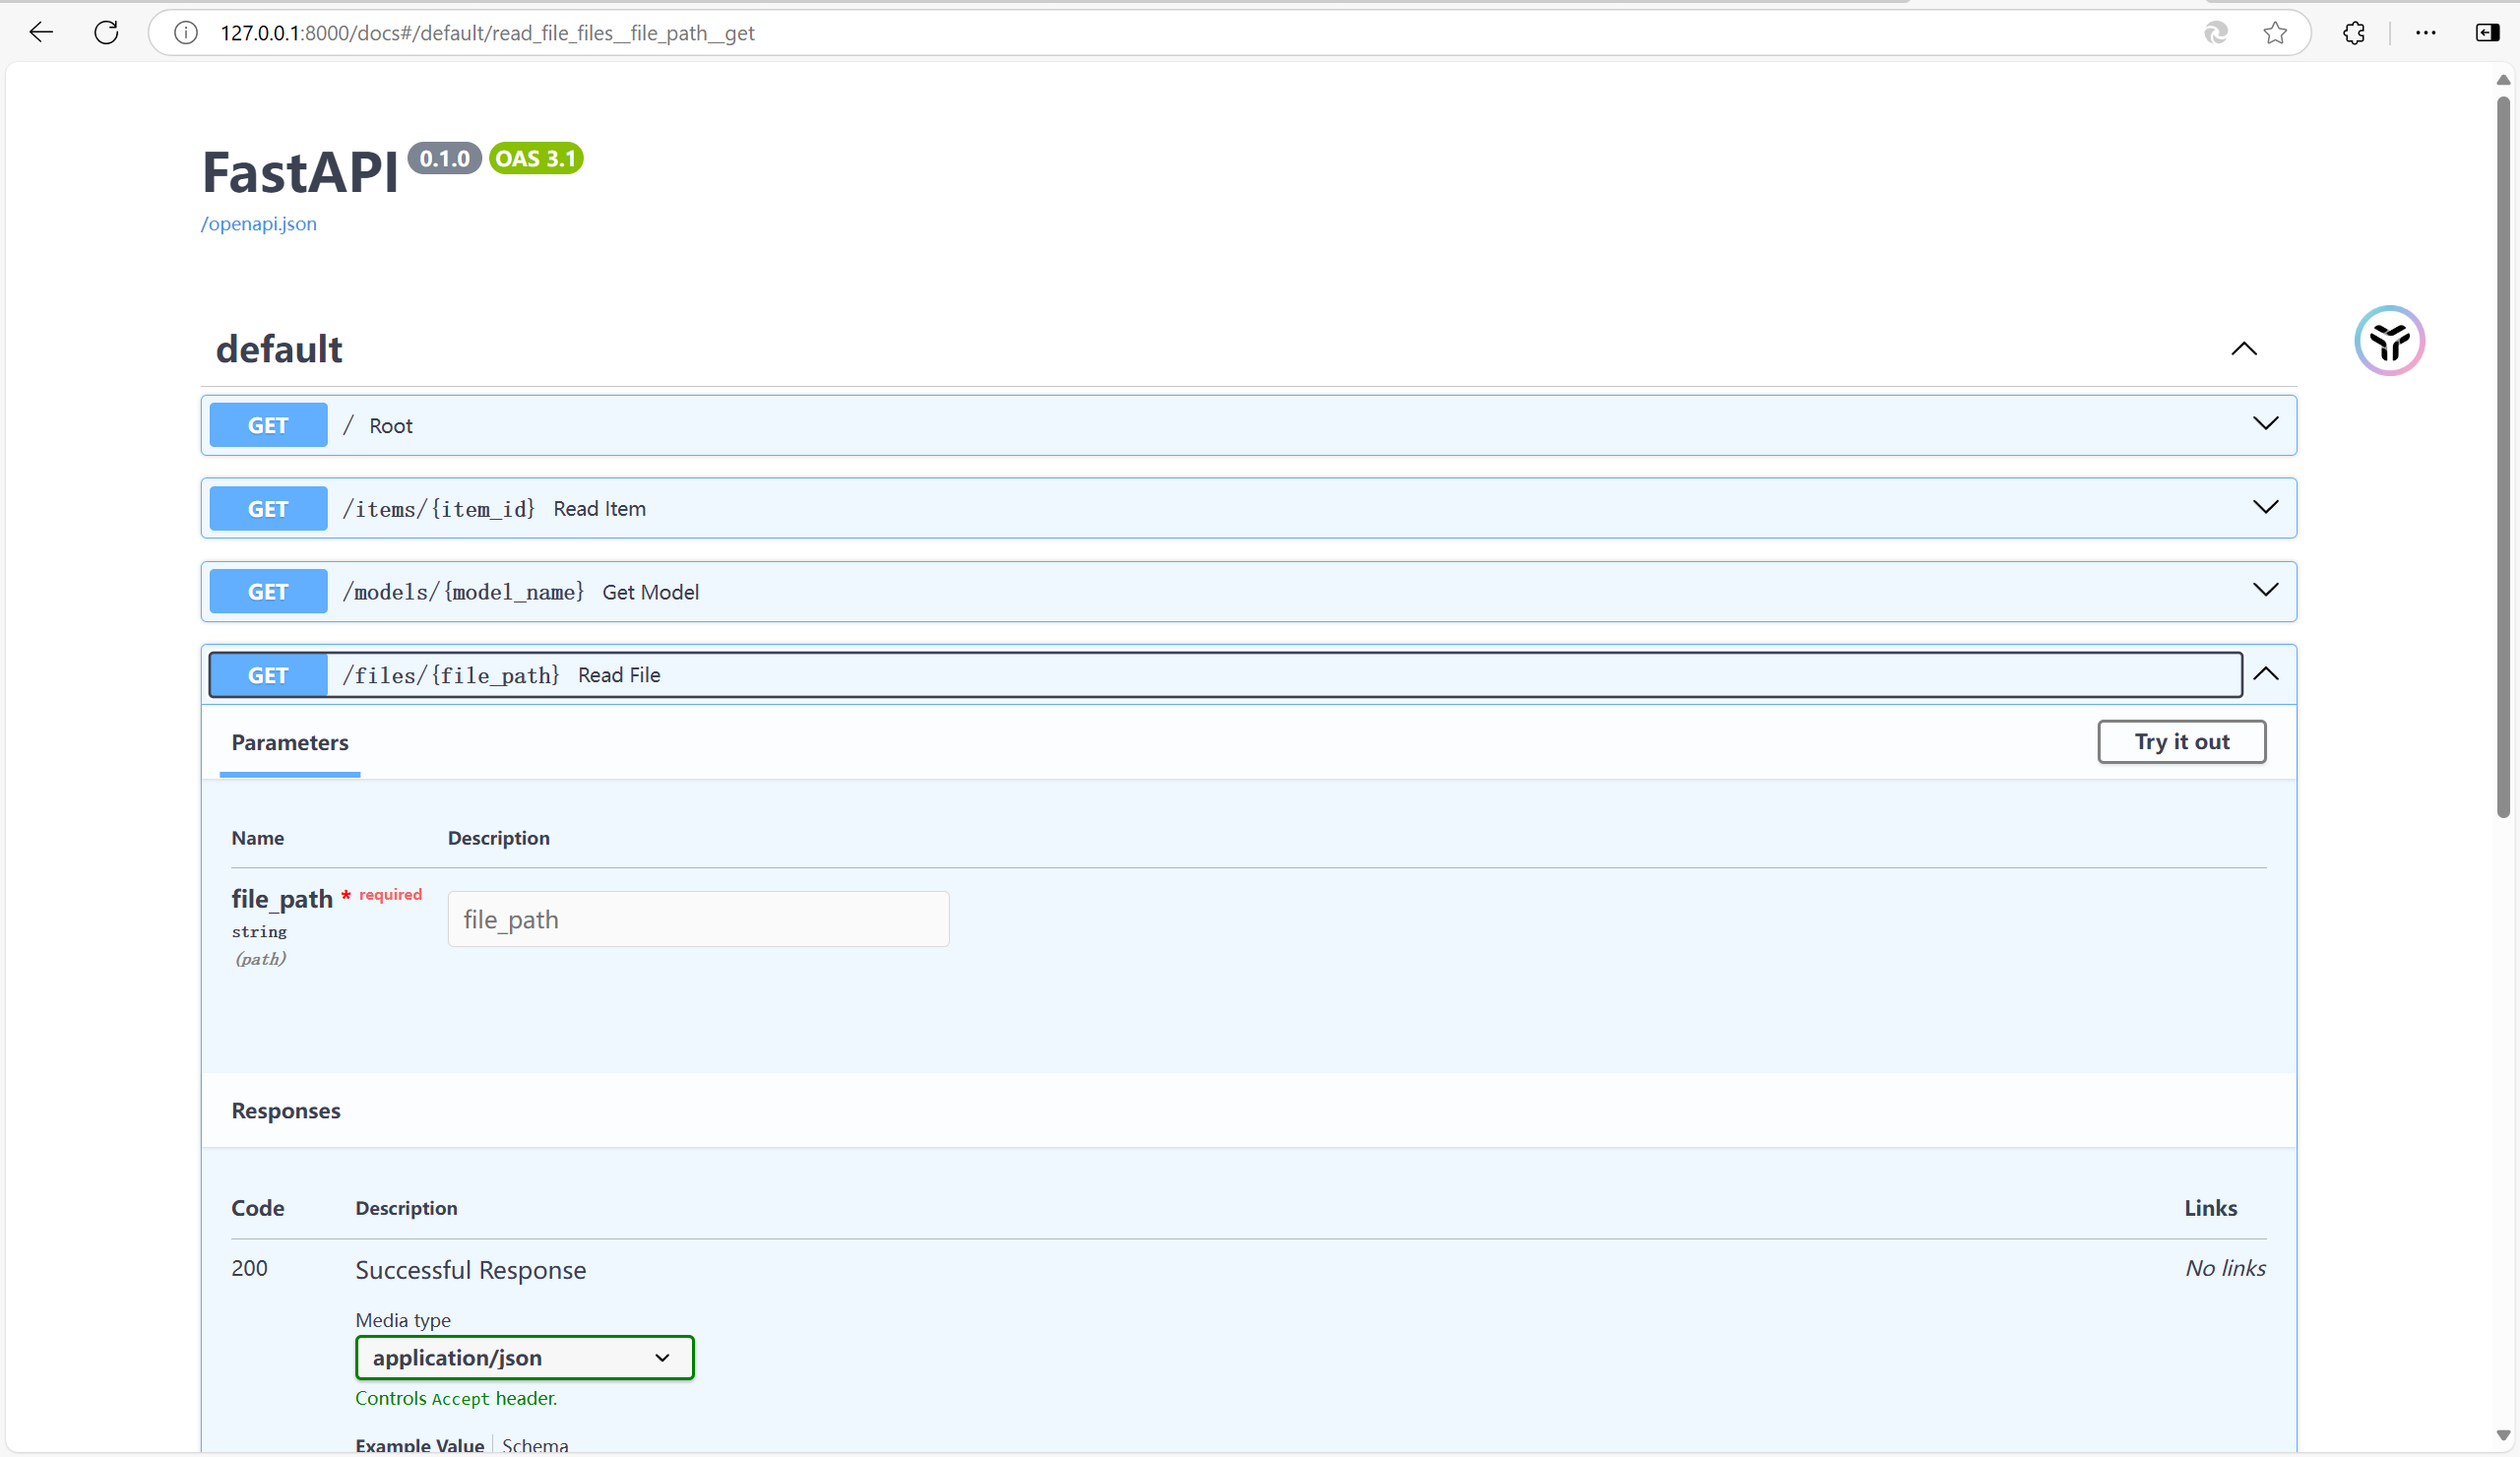 127.0.0.1:8000/docs#/default/read_file_files__file_path__get
FastAPI 0.1.0 OAS 3.1
/openapi.json
default
GET / Root
GET /items/{item_id} Read Item
GET /models/{model_name} Get Model
GET /files/{file_path} Read File
Parameters
Try it out
Name Description
file_path * required
string
(path)
file_path
Responses
Code Description Links
200 Successful Response No links
Media type
application/json
Controls Accept header.
Example Value Schema